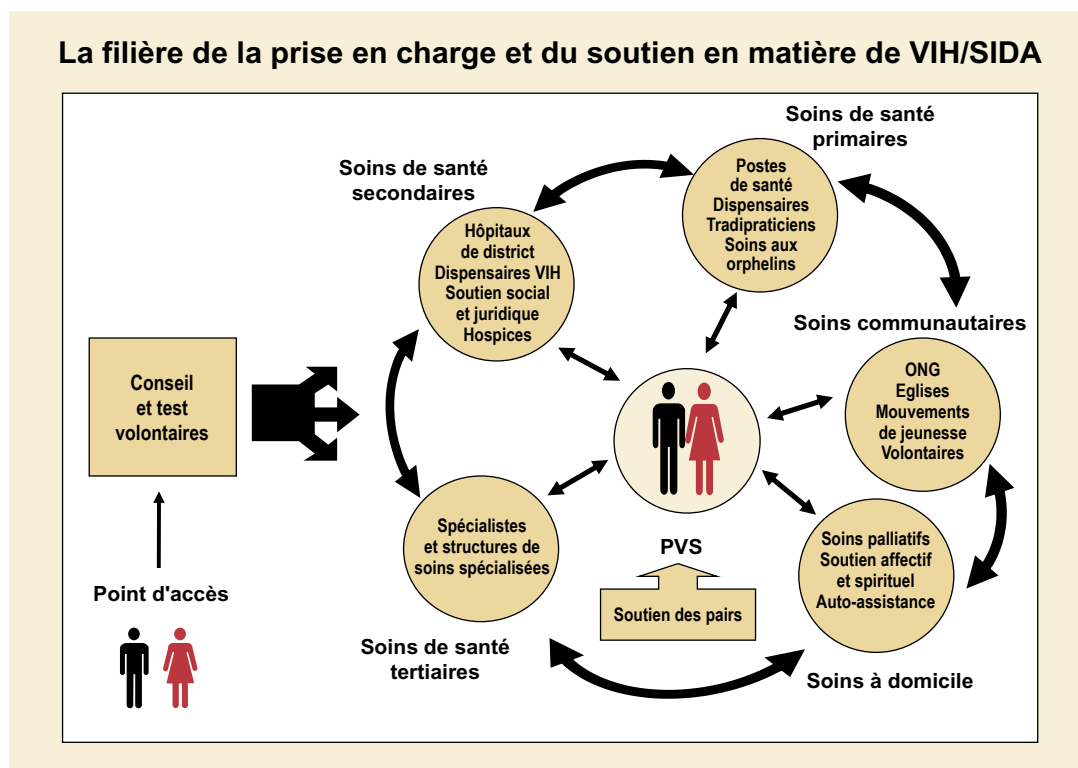 La filière de la prise en charge et du soutien en matière de VIH/SIDA
Soins de santé
primaires
Postes
de santé
Dispensaires
Tradipraticiens
Soins aux
orphelins
Soins de santé
secondaires
Hôpitaux
de district
Dispensaires VIH
Soutien social
et juridique
Hospices
Soins communautaires
ONG
Eglises
Mouvements
de jeunesse
Volontaires
Conseil
et test
volontaires
Point d'accès
Spécialistes
et structures de
soins spécialisées
Soins de santé
tertiaires
PVS
Soutien des pairs
Soins palliatifs
Soutien affectif
et spirituel
Auto-assistance
Soins à domicile